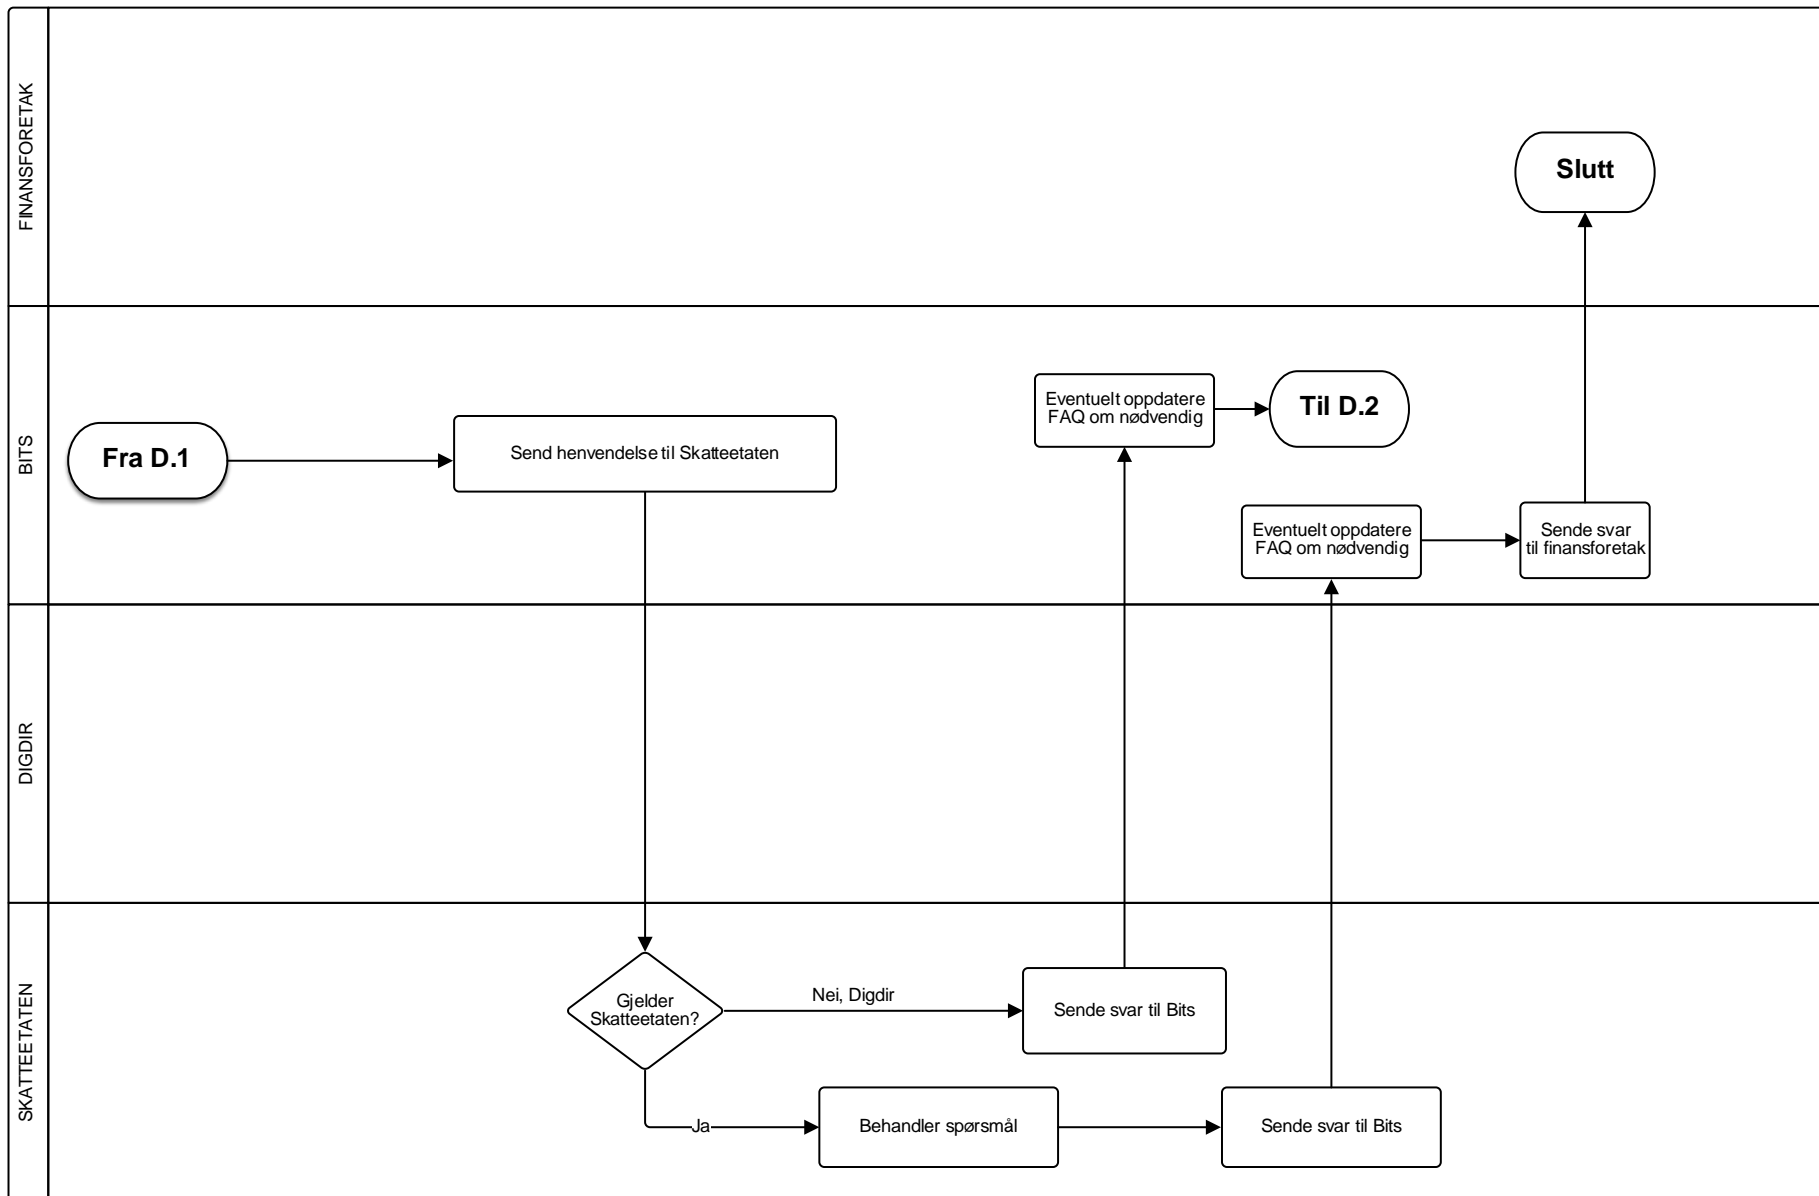 FINANSFORETAK
Slutt
BITS
Fra D.1
Send henvendelse til Skatteetaten
Eventuelt oppdatere
FAQ om nødvendig
Til D.2
Eventuelt oppdatere
FAQ om nødvendig
Sende svar
til finansforetak
DIGDIR
SKATTEETATEN
Gjelder
Skatteetaten?
Nei, Digdir
Sende svar til Bits
Ja
Behandler spørsmål
Sende svar til Bits